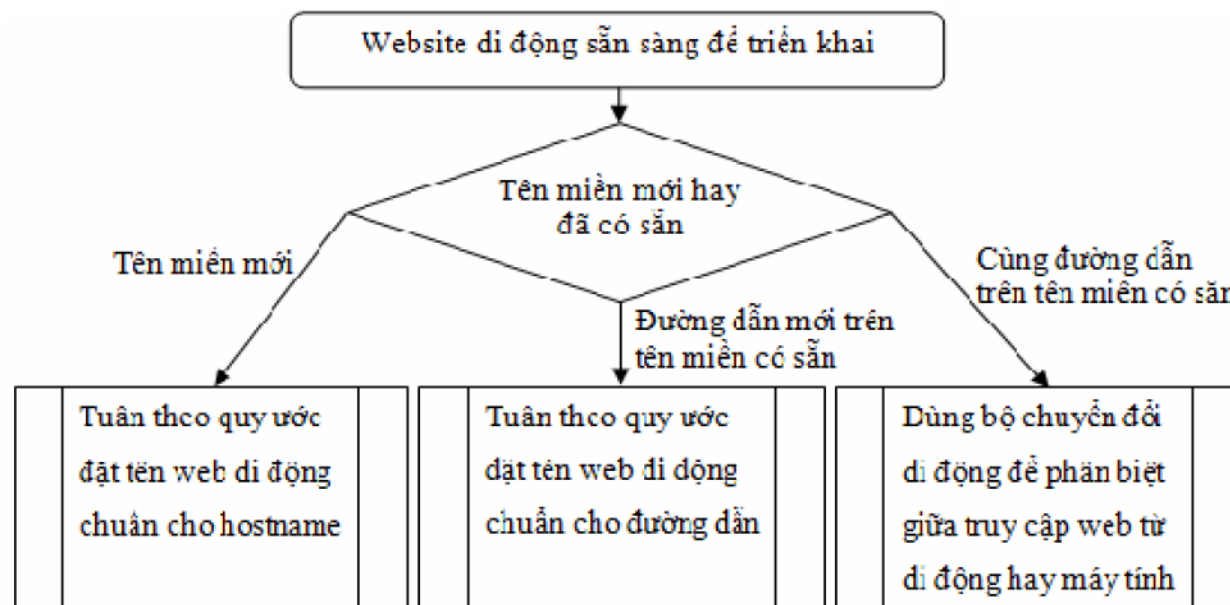 Website di động sẵn sàng để triển khai
Tên miền mới hay
đã có sẵn
Tên miền mới
Cùng đường dẫn
trên tên miền có sẵn
Đường dẫn mới trên
tên miền có sẵn
Tuân theo quy ước
đặt tên web di động
chuẩn cho hostname
Tuân theo quy ước
đặt tên web di động
chuẩn cho đường dẫn
Dùng bộ chuyển đổi
di động để phân biệt
giữa truy cập web từ
di động hay máy tính